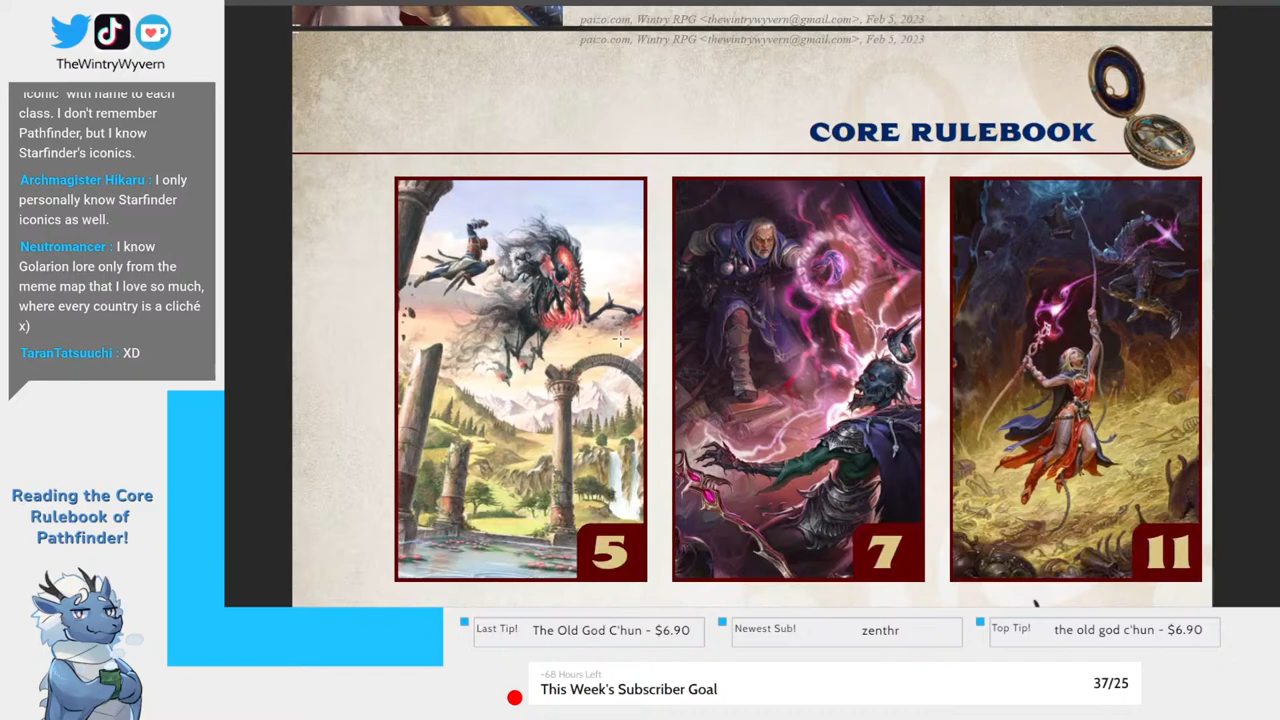 TheWintryWyvern
"iconic" with name to each
class. I don't remember
Pathfinder, but I know
Starfinder's iconics.
Archmagister Hikaru : I only
personally know Starfinder
iconics as well.
Neutromancer : I know
Golarion lore only from the
meme map that I love so much,
where every country is a cliché
x)
TaranTatsuuchi : XD
Reading the Core
Rulebook of
Pathfinder!
paizo.com, Wintry RPG <thewintrywyvern@gmail.com>, Feb 5, 2023
paizo.com, Wintry RPG <thewintrywyvern@gmail.com>, Feb 5, 2023
CORE RULEBOOK
5
7
11
Last Tip! The Old God C'hun - $6.90
Newest Sub! zenthr
Top Tip! the old god c'hun - $6.90
~68 Hours Left
This Week's Subscriber Goal 37/25